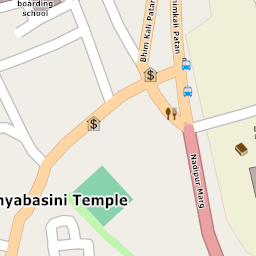 boarding
school
Bhim Kali Patan
Bhimkali Patan
nyabasini Temple
Nadipur Marg